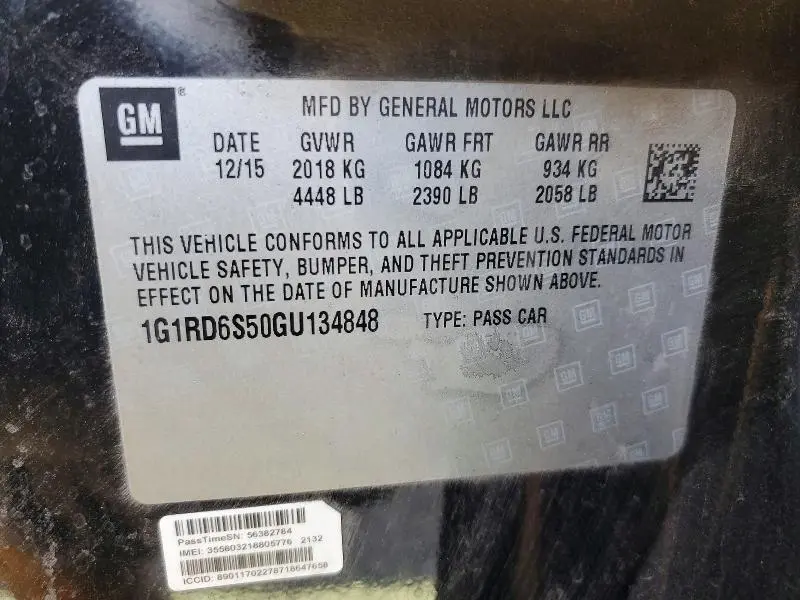 GM ®
MFD BY GENERAL MOTORS LLC
DATE GVWR GAWR FRT GAWR RR
12/15 2018 KG 1084 KG 934 KG
4448 LB 2390 LB 2058 LB
THIS VEHICLE CONFORMS TO ALL APPLICABLE U.S. FEDERAL MOTOR
VEHICLE SAFETY, BUMPER, AND THEFT PREVENTION STANDARDS IN
EFFECT ON THE DATE OF MANUFACTURE SHOWN ABOVE.
1G1RD6S50GU134848 TYPE: PASS CAR
PassTimeSN: 56382784
IMEI: 355803218805776 2132
ICCID: 89011702278718647658